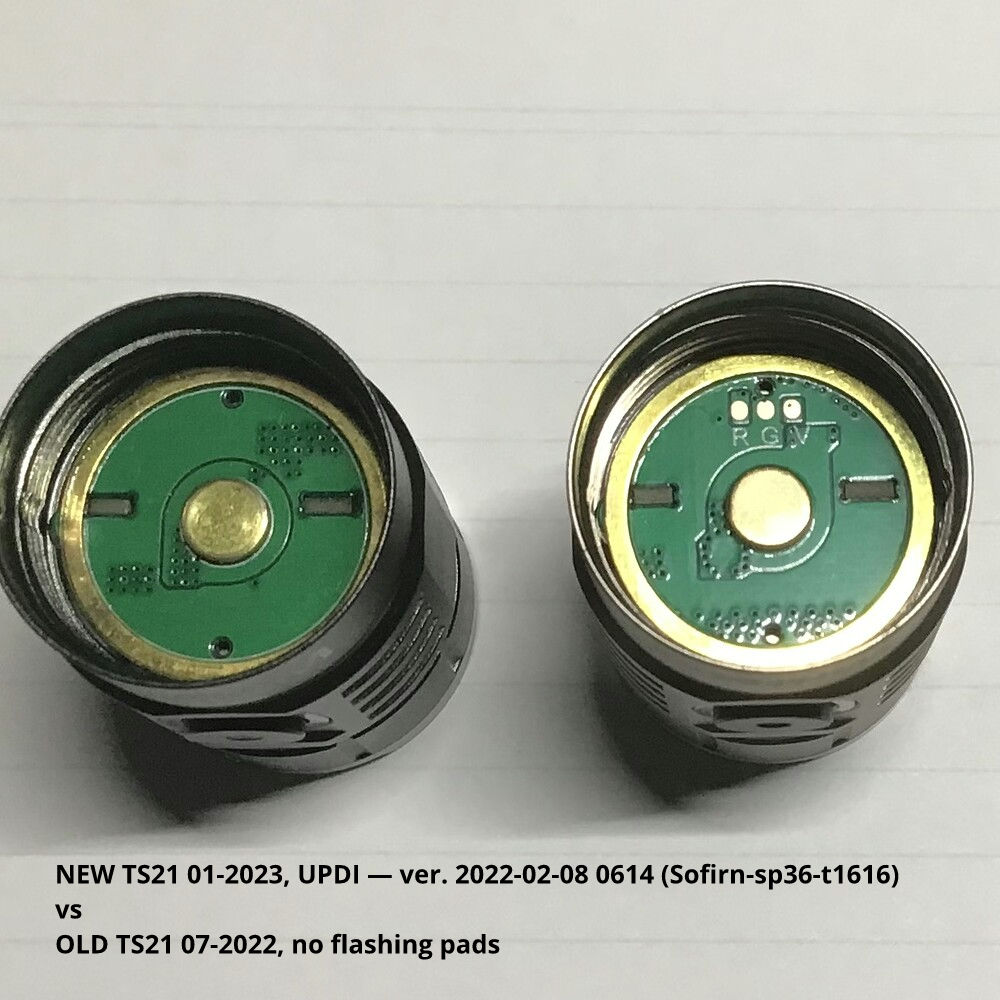 R G V
NEW TS21 01-2023, UPDI — ver. 2022-02-08 0614 (Sofirn-sp36-t1616)
vs
OLD TS21 07-2022, no flashing pads